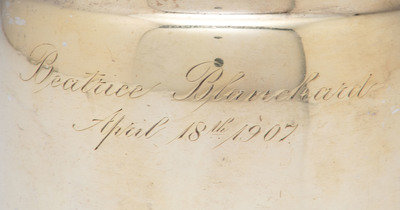 Beatrice Blanchard
April 18th 1907